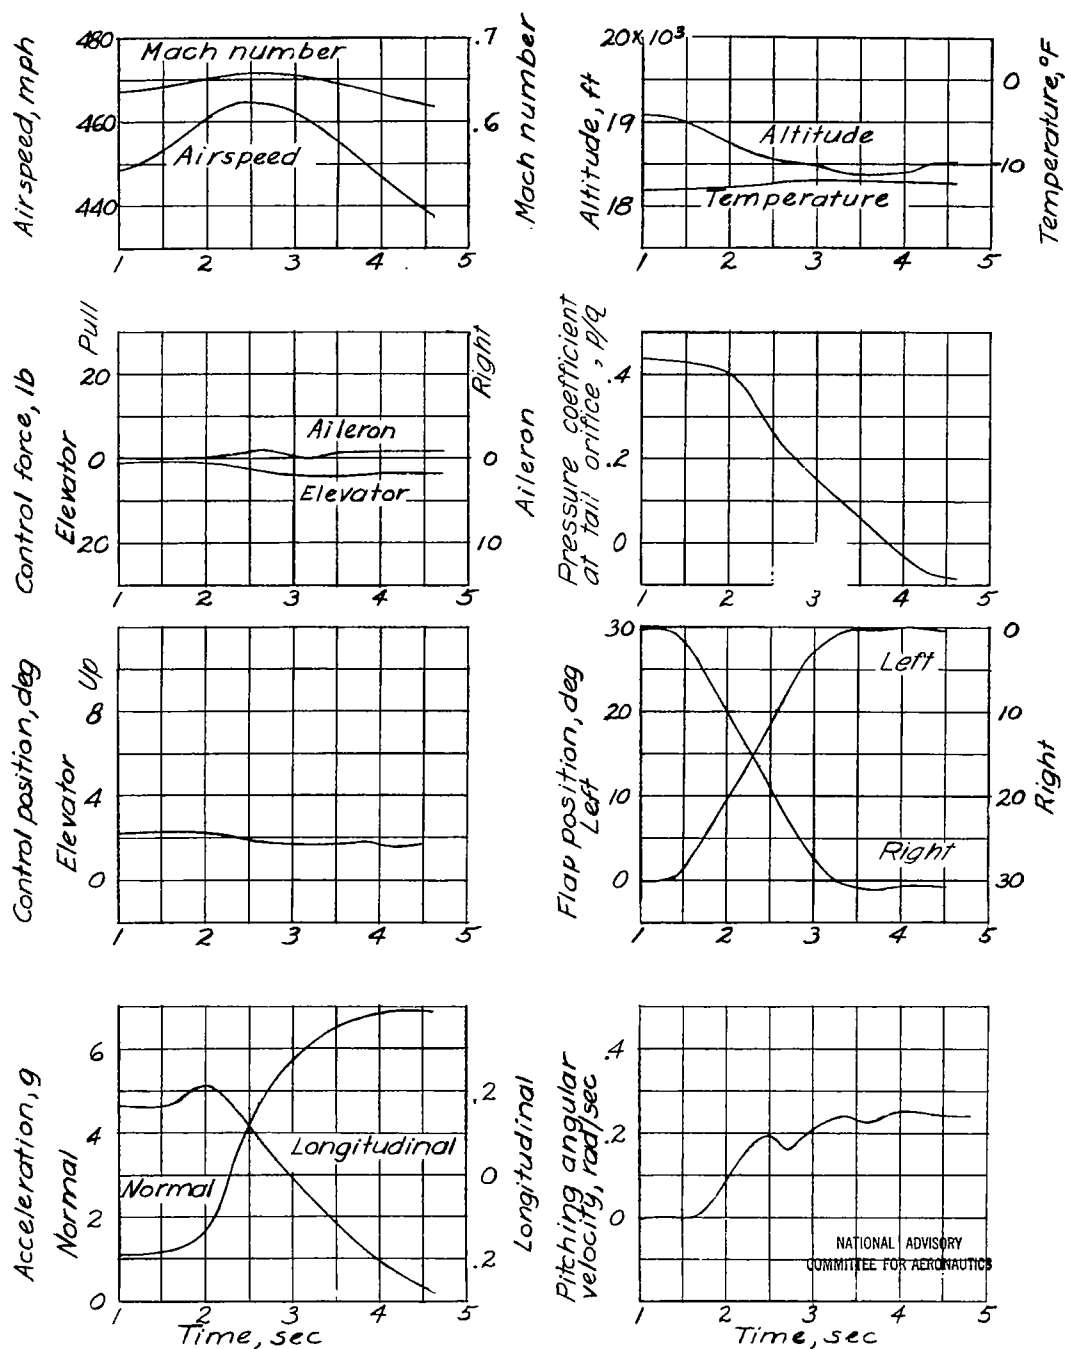 480
460
440
Airspeed, mph
Mach number
Airspeed
.7
.6
Mach number
1 2 3 4 5
20 x 10³
19
18
Altitude, ft
Altitude
Temperature
0
10
Temperature, °F
1 2 3 4 5
Control force, lb
Elevator
Pull
20
0
20
Aileron
Elevator
Right
0
10
Aileron
1 2 3 4 5
Pressure coefficient
at tail orifice, p/q
.4
.2
0
1 2 3 4 5
Control position, deg
Elevator
Up
8
4
0
1 2 3 4 5
Flap position, deg
Left
30
20
10
0
Left
Right
0
10
20
30
Right
1 2 3 4 5
Acceleration, g
Normal
6
4
2
0
Longitudinal
Normal
.2
0
.2
Longitudinal
1 2 3 4 5
Time, sec
Pitching angular
velocity, rad/sec
.4
.2
0
NATIONAL ADVISORY
COMMITTEE FOR AERONAUTICS
1 2 3 4 5
Time, sec